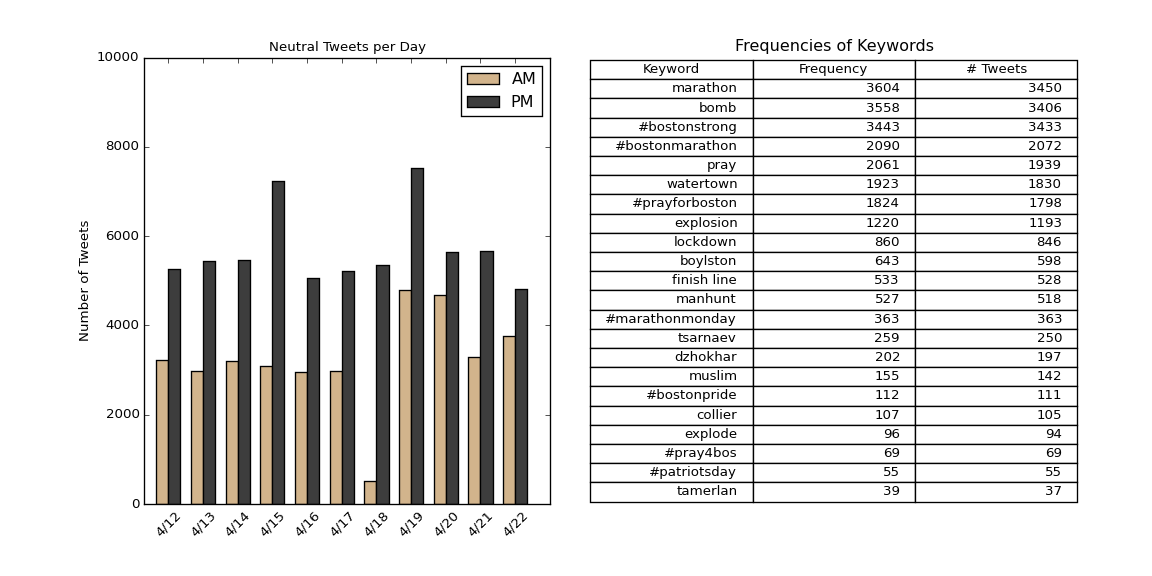 Neutral Tweets per Day
10000
8000
6000
4000
2000
0
Number of Tweets
AM
PM
4/12 4/13 4/14 4/15 4/16 4/17 4/18 4/19 4/20 4/21 4/22
Frequencies of Keywords
Keyword Frequency # Tweets
marathon 3604 3450
bomb 3558 3406
#bostonstrong 3443 3433
#bostonmarathon 2090 2072
pray 2061 1939
watertown 1923 1830
#prayforboston 1824 1798
explosion 1220 1193
lockdown 860 846
boylston 643 598
finish line 533 528
manhunt 527 518
#marathonmonday 363 363
tsarnaev 259 250
dzhokhar 202 197
muslim 155 142
#bostonpride 112 111
collier 107 105
explode 96 94
#pray4bos 69 69
#patriotsday 55 55
tamerlan 39 37